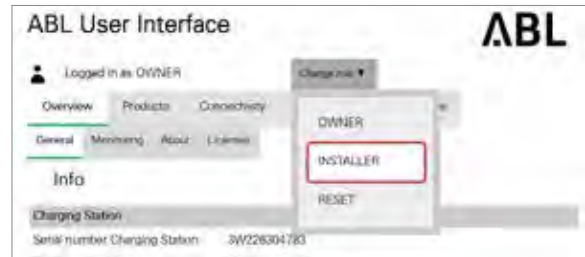 ABL User Interface
ABL
Logged in as OWNER
Change role ▼
Overview Products Connectivity
OWNER
General Monitoring About Licenses
INSTALLER
Info
RESET
Charging Station
Serial number Charging Station 3W226304783